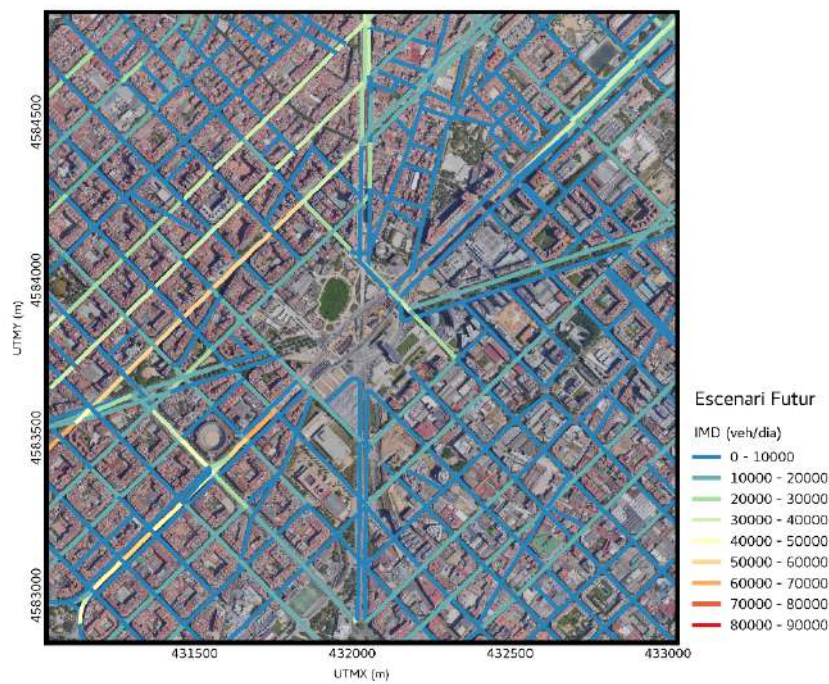 4584500
4584000
4583500
4583000
UTMY (m)
431500
432000
432500
433000
UTMX (m)
Escenari Futur
IMD (veh/dia)
0 - 10000
10000 - 20000
20000 - 30000
30000 - 40000
40000 - 50000
50000 - 60000
60000 - 70000
70000 - 80000
80000 - 90000